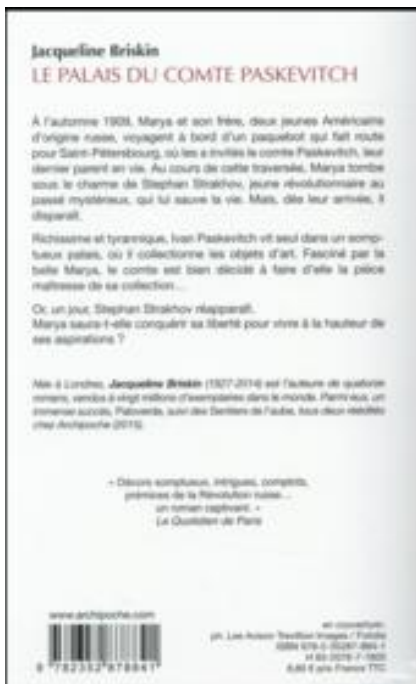 Jacqueline Briskin
LE PALAIS DU COMTE PASKEVITCH
À l'automne 1909, Marya et son frère, deux jeunes Américains
d'origine russe, voyagent à bord d'un paquebot qui fait route
pour Saint-Pétersbourg, où les a invités le comte Paskevitch, leur
dernier parent en vie. Au cours de cette traversée, Marya tombe
sous le charme de Stephan Strakhov, jeune révolutionnaire au
passé mystérieux, qui lui sauve la vie. Mais, dès leur arrivée, il
disparaît.
Richissime et tyrannique, Ivan Paskevitch vit seul dans un somp-
tueux palais, où il collectionne les objets d'art. Fasciné par la
belle Marya, le comte est bien décidé à faire d'elle la pièce
maîtresse de sa collection...
Or, un jour, Stephan Strakhov réapparaît.
Marya saura-t-elle conquérir sa liberté pour vivre à la hauteur de
ses aspirations ?
Née à Londres, Jacqueline Briskin (1927-2014) est l'auteure de quatorze
romans, vendus à vingt millions d'exemplaires dans le monde. Parmi eux, un
immense succès, Paloverde, suivi des Sentiers de l'aube, tous deux réédités
chez Archipoche (2015).
« Décors somptueux, intrigues, complots,
prémices de la Révolution russe...
un roman captivant. »
Le Quotidien de Paris
www.archipoche.com
en couverture:
ph. Lee Avison Trevillion Images / Fotolia
ISBN
H
prix France TTC